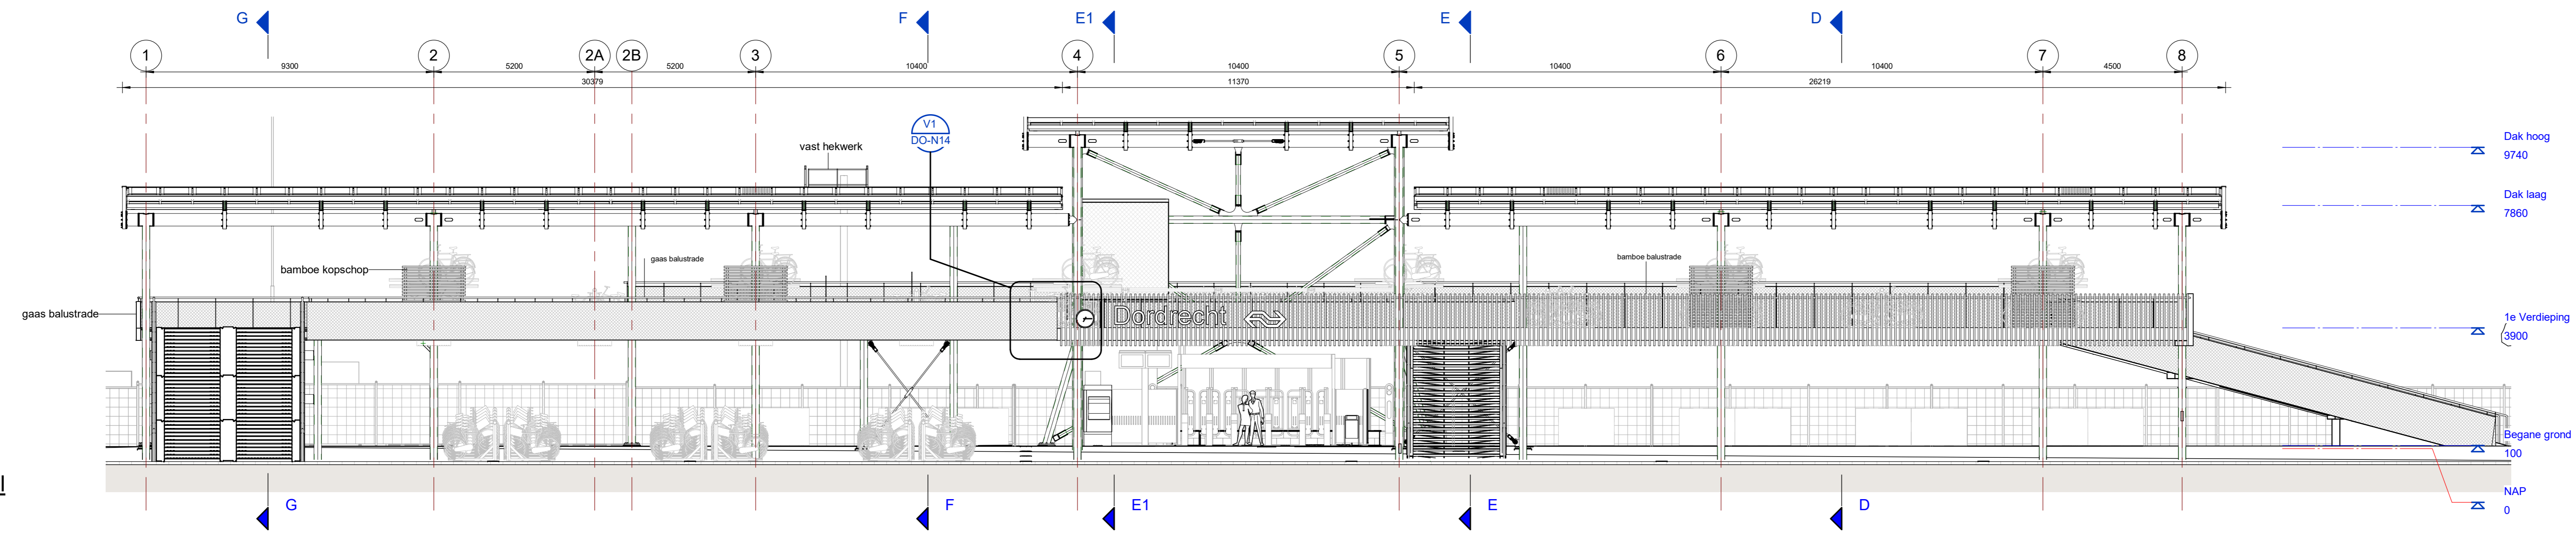 G F E1 E D
1 2 2A 2B 3 4 5 6 7 8
9300 5200 5200 10400 10400 10400 10400 4500
30379 11370 26219
V1
DO-N14
vast hekwerk
Dak hoog
9740
Dak laag
7860
gaas balustrade
bamboe balustrade
bamboe kopschop
gaas balustrade
Dordrecht
1e Verdieping
3900
Begane grond
100
NAP
0
G F E1 E D